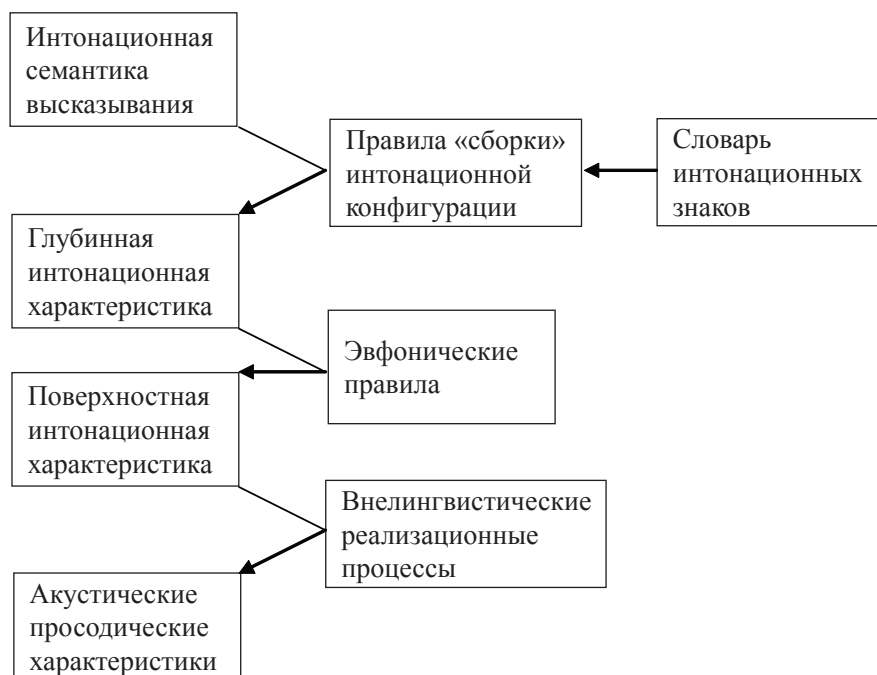 Интонационная
семантика
высказывания
Правила «сборки»
интонационной
конфигурации
Словарь
интонационных
знаков
Глубинная
интонационная
характеристика
Эвфонические
правила
Поверхностная
интонационная
характеристика
Внелингвистические
реализационные
процессы
Акустические
просодические
характеристики